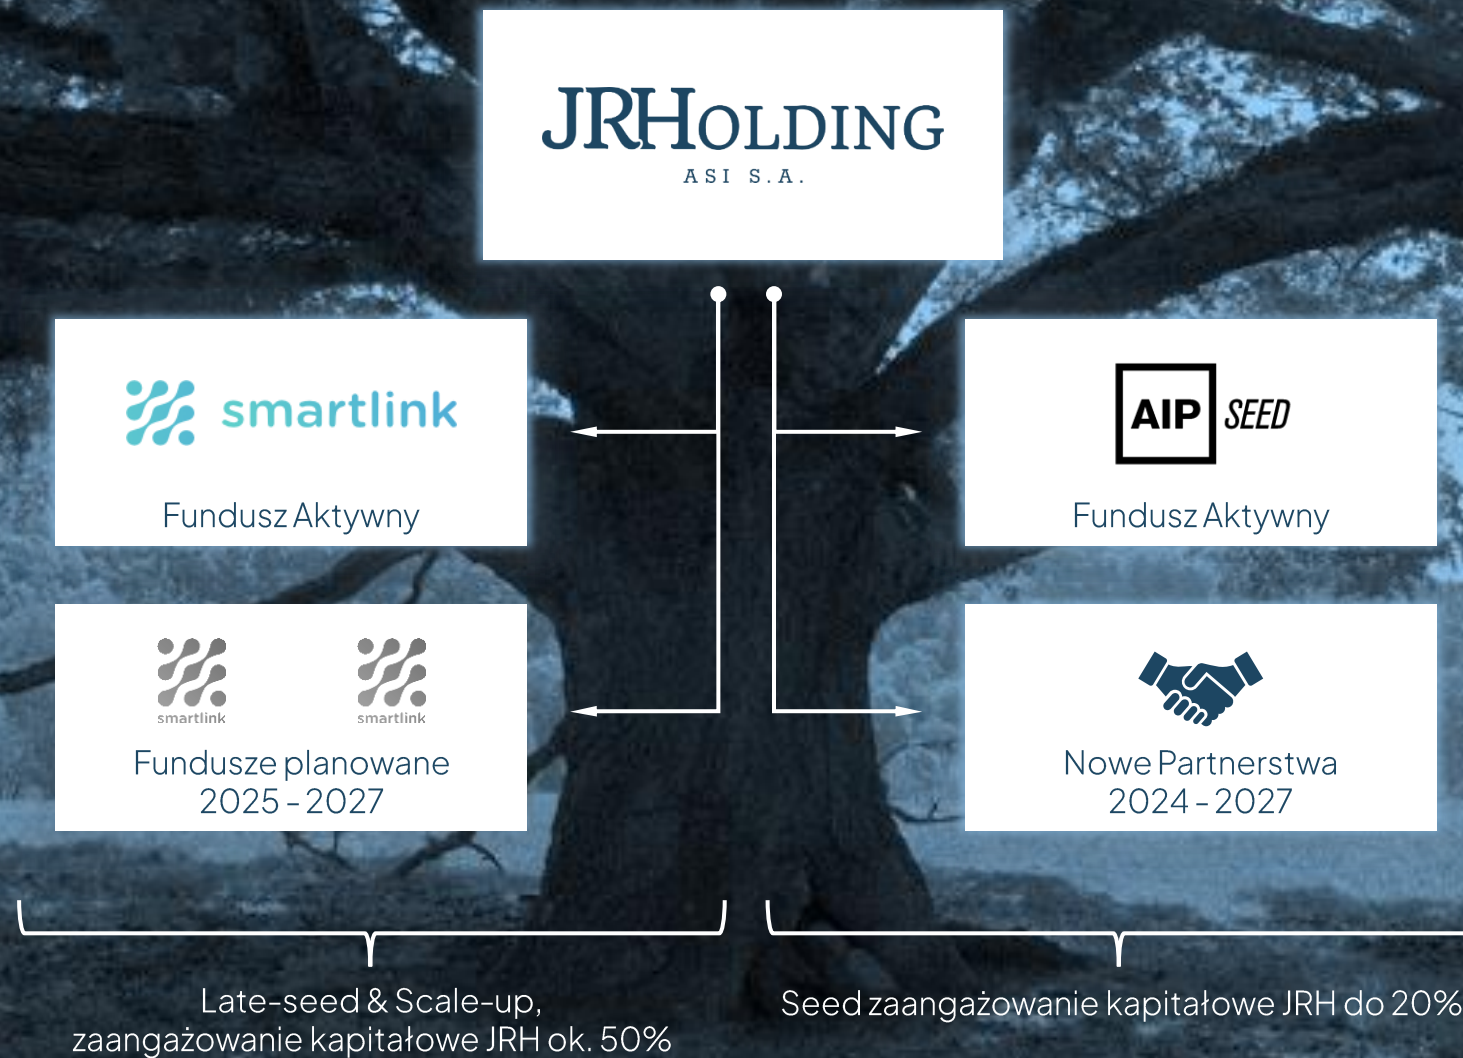 JRHOLDING
ASI S.A.
smartlink
Fundusz Aktywny
AIP SEED
Fundusz Aktywny
smartlink
smartlink
Fundusze planowane
2025 - 2027
Nowe Partnerstwa
2024 - 2027
Late-seed & Scale-up,
zaangażowanie kapitałowe JRH ok. 50%
Seed zaangażowanie kapitałowe JRH do 20%